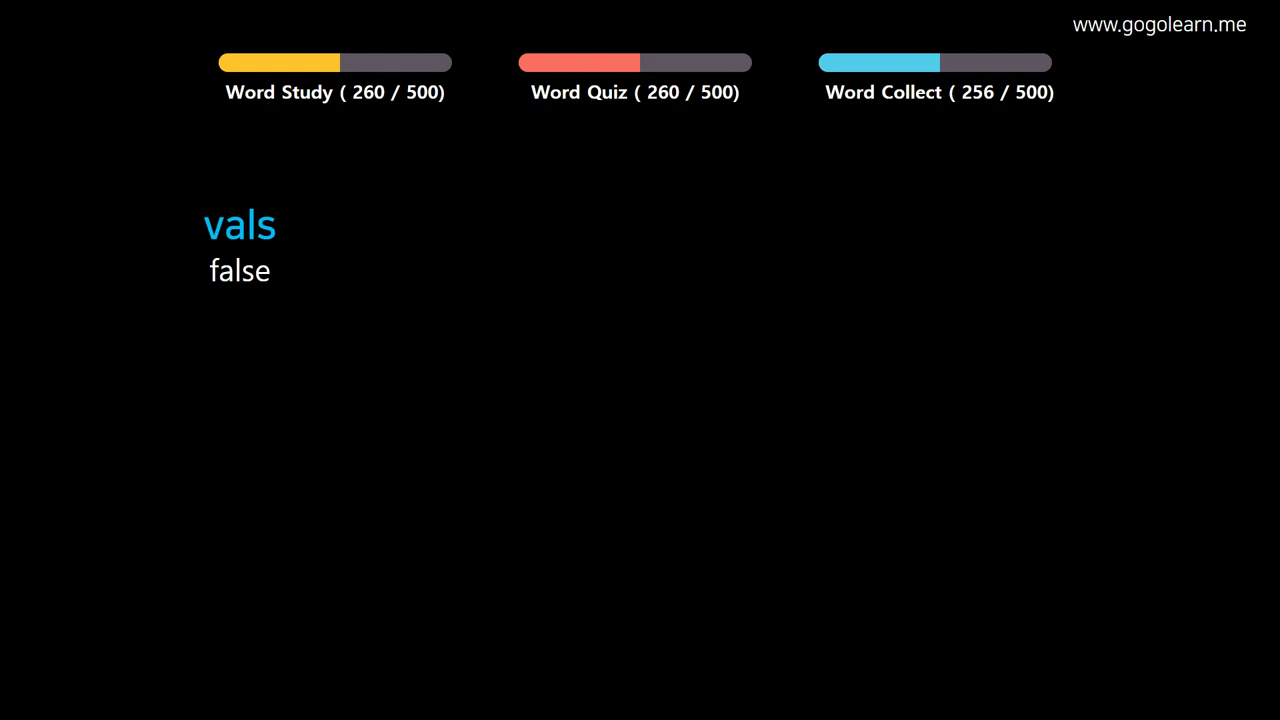 www.gogolearn.me
Word Study ( 260 / 500)
Word Quiz ( 260 / 500)
Word Collect ( 256 / 500)
vals
false